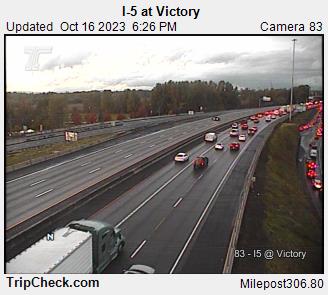 I-5 at Victory
Updated Oct 16 2023 6:26 PM Camera 83
N
83 - I5 @ Victory
TripCheck.com Milepost306.80